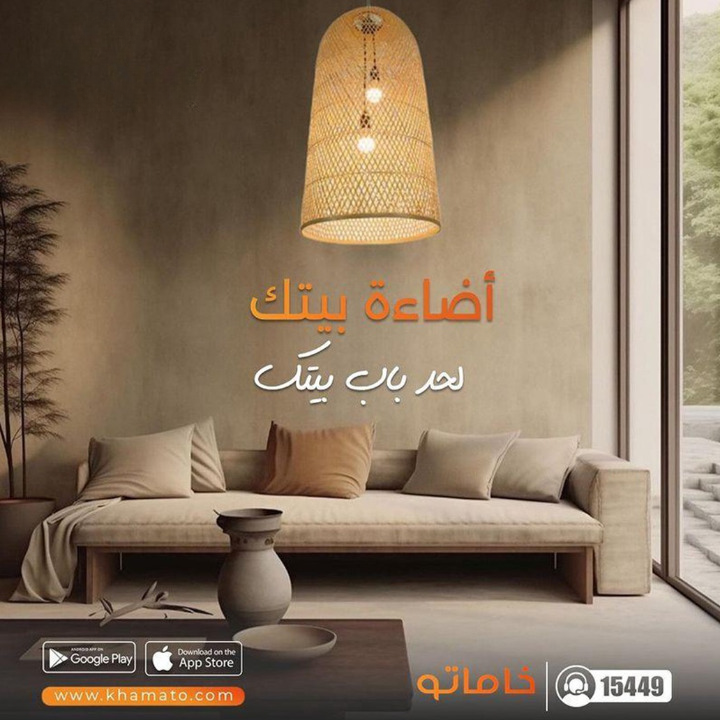 أضاءة بيتك
لحد باب بيتك
ANDROID APP ON
Google Play
Download on the
App Store
www.khamato.com
خاماتو
15449